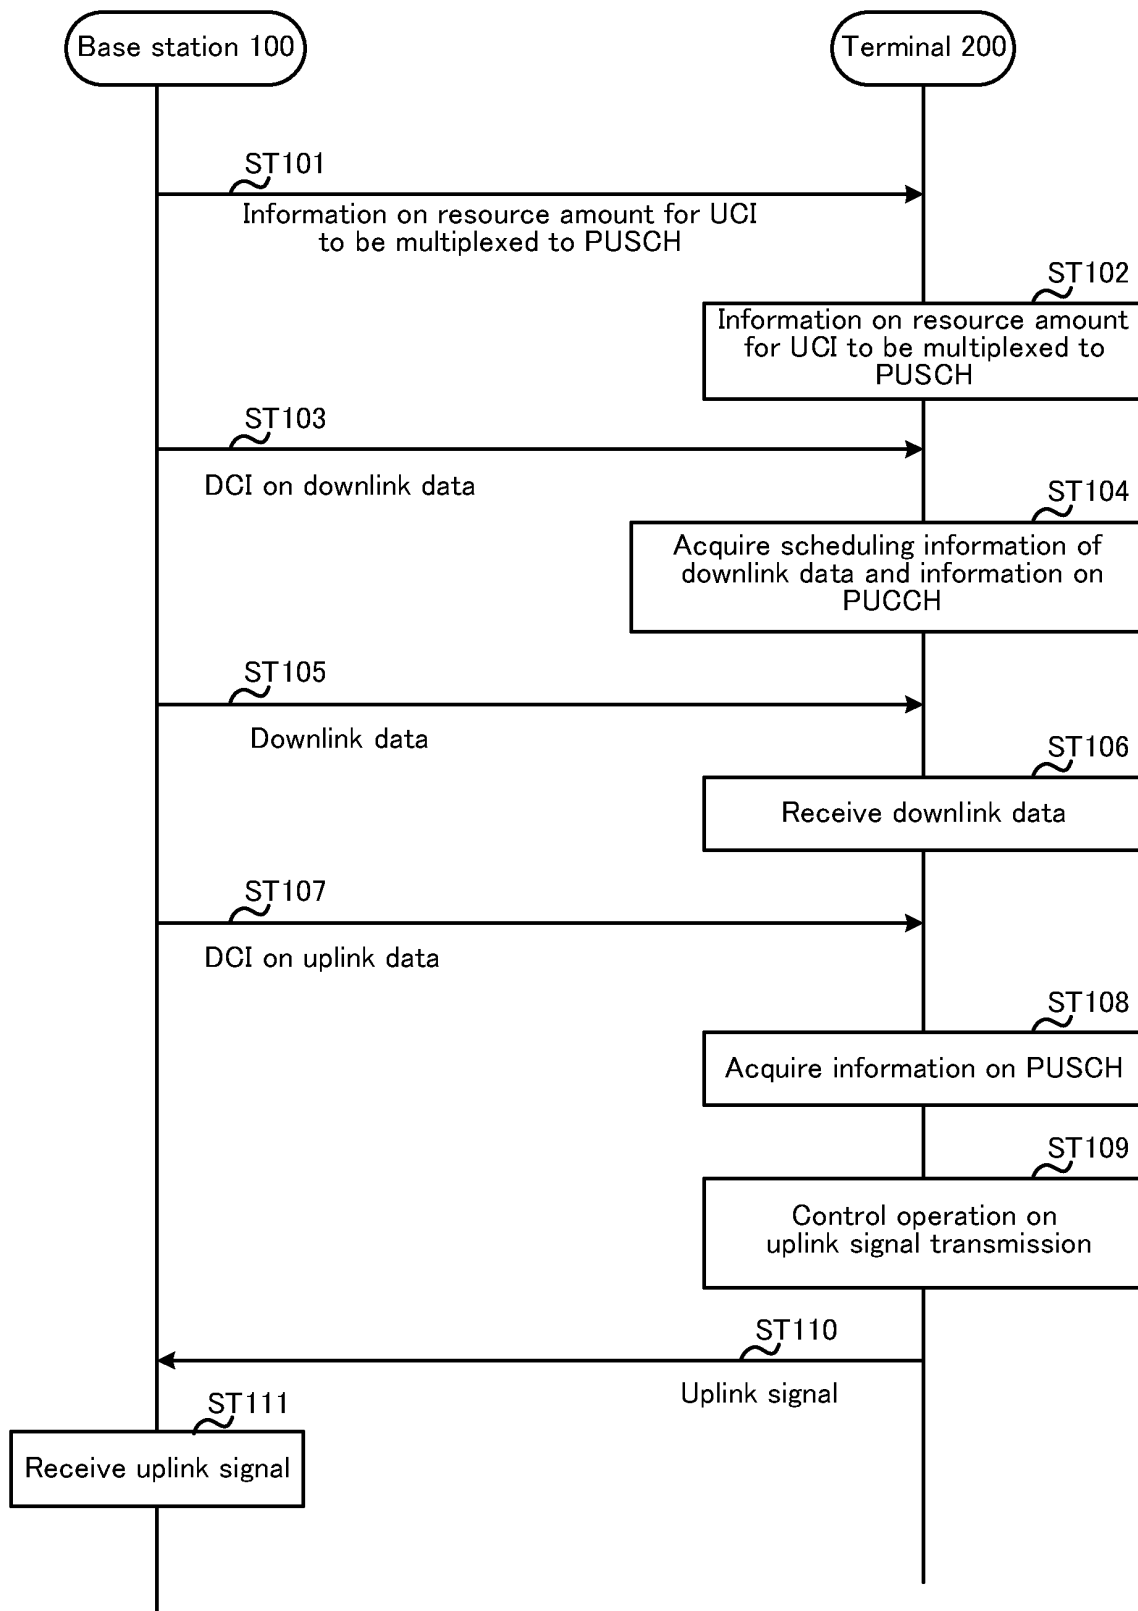 Base station 100
Terminal 200
ST101
Information on resource amount for UCI
to be multiplexed to PUSCH
ST102
Information on resource amount
for UCI to be multiplexed to
PUSCH
ST103
DCI on downlink data
ST104
Acquire scheduling information of
downlink data and information on
PUCCH
ST105
Downlink data
ST106
Receive downlink data
ST107
DCI on uplink data
ST108
Acquire information on PUSCH
ST109
Control operation on
uplink signal transmission
ST110
Uplink signal
ST111
Receive uplink signal